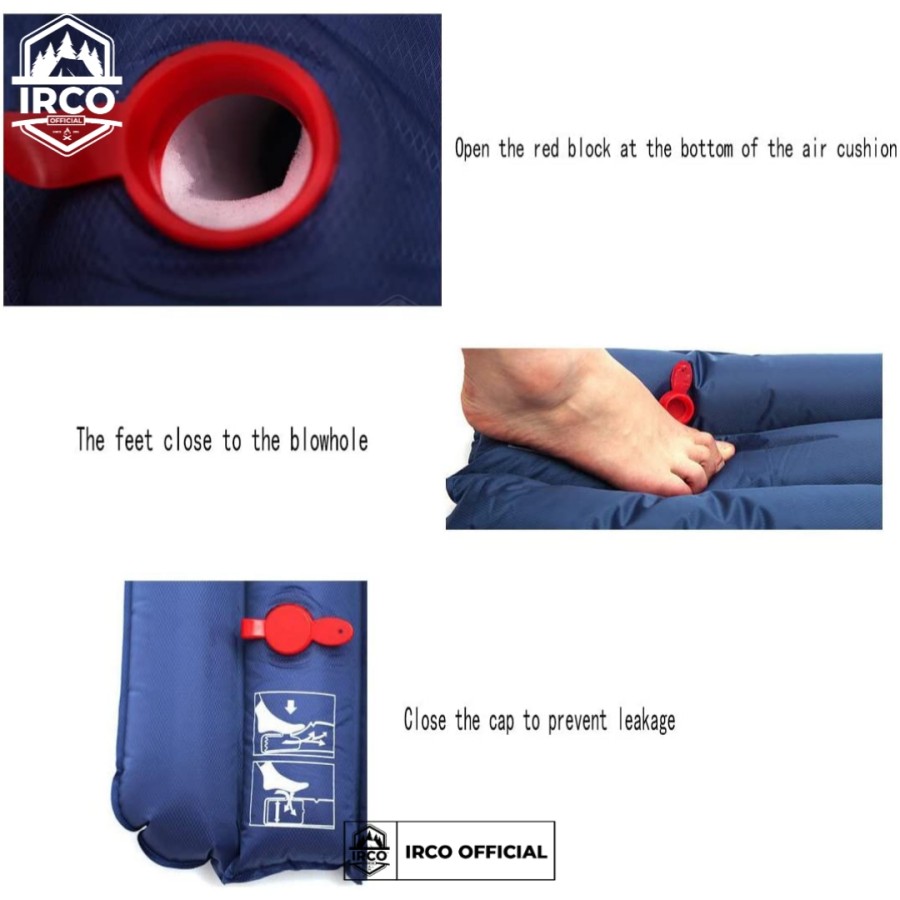 IRCO
OFFICIAL
Open the red block at the bottom of the air cushion
The feet close to the blowhole
Close the cap to prevent leakage
IRCO
IRCO OFFICIAL